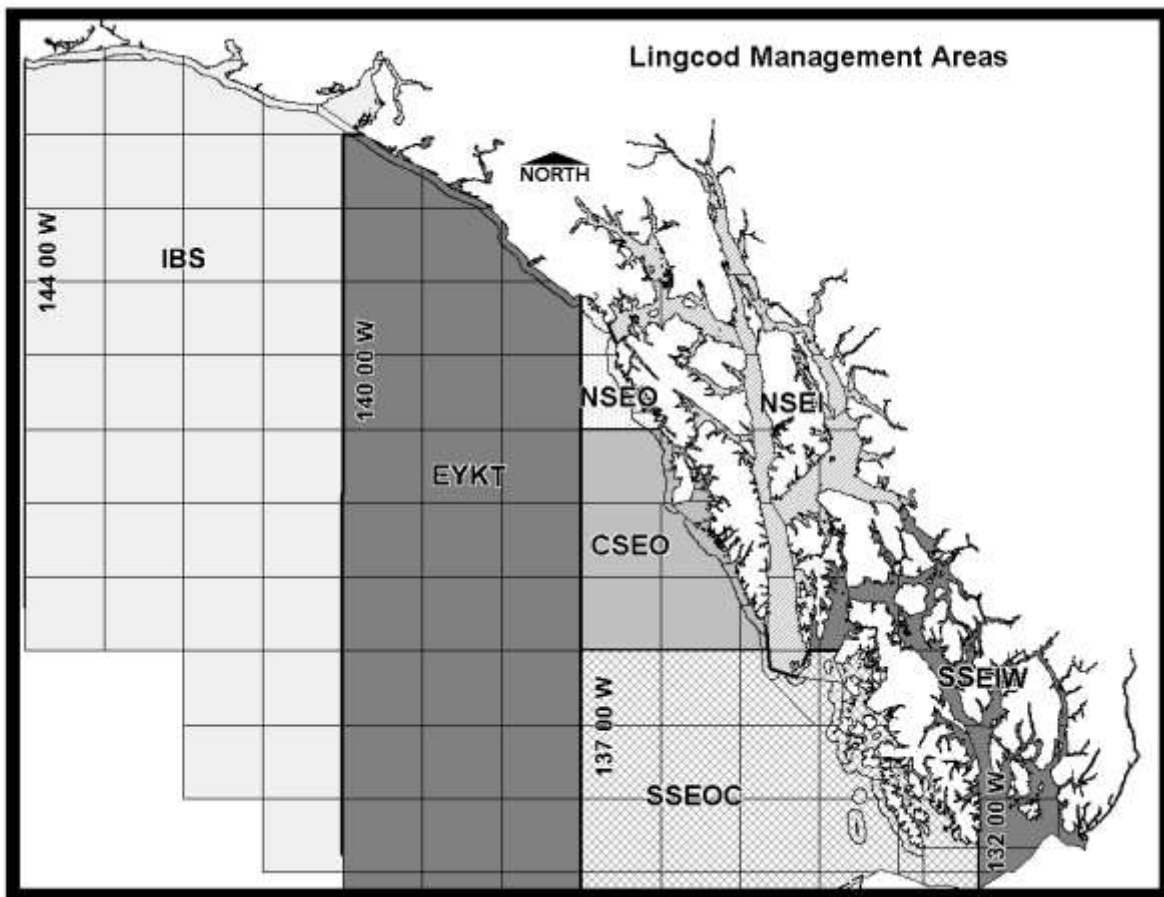 Lingcod Management Areas
NORTH
144 00 W
IBS
140 00 W
NSEO
NSEI
EYKT
CSEO
SSEIW
137 00 W
SSEOC
132 00 W